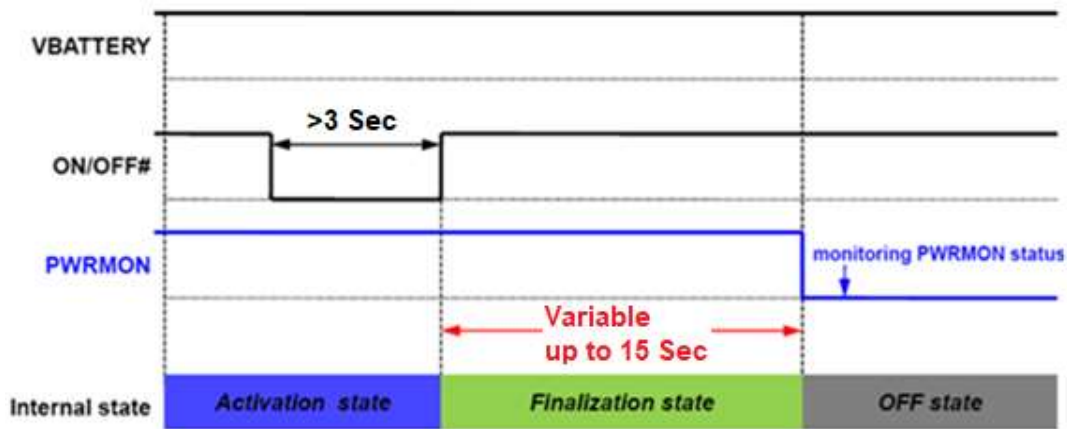 VBATTERY
>3 Sec
ON/OFF#
PWRMON
monitoring PWRMON status
Variable
up to 15 Sec
Internal state
Activation state
Finalization state
OFF state